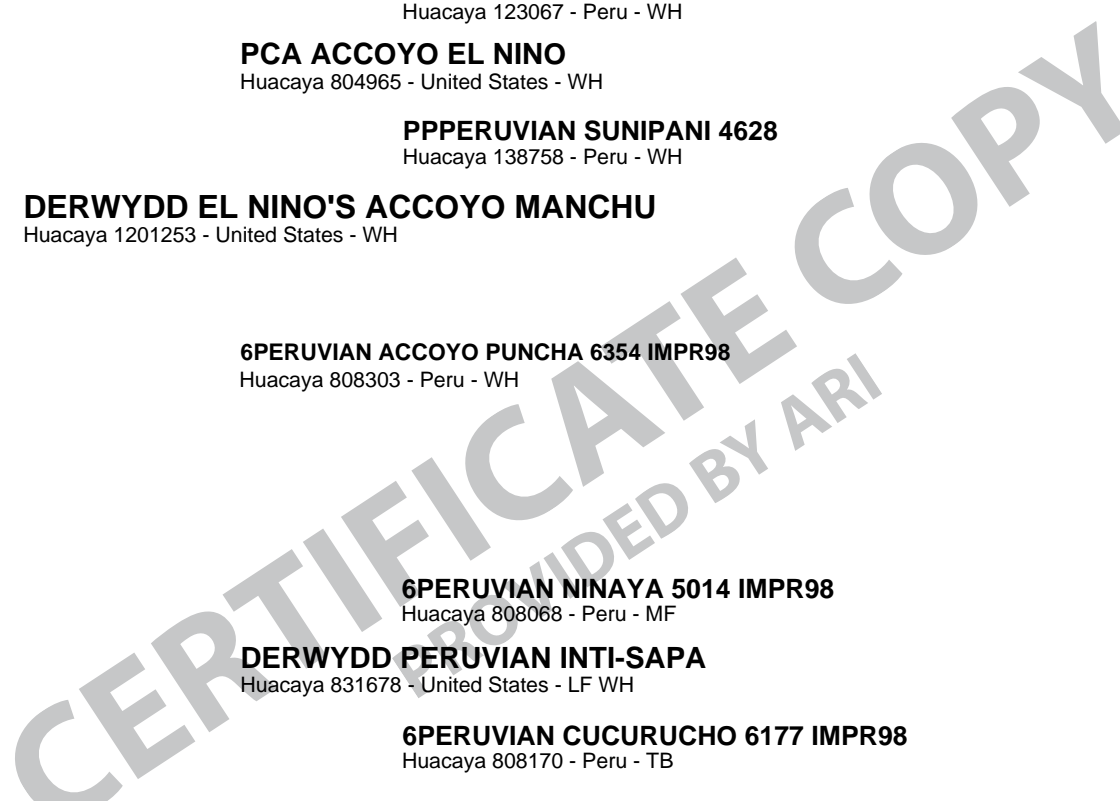 Huacaya 123067 - Peru - WH
PCA ACCOYO EL NINO
Huacaya 804965 - United States - WH
PPPERUVIAN SUNIPANI 4628
Huacaya 138758 - Peru - WH
DERWYDD EL NINO'S ACCOYO MANCHU
Huacaya 1201253 - United States - WH
6PERUVIAN ACCOYO PUNCHA 6354 IMPR98
Huacaya 808303 - Peru - WH
6PERUVIAN NINAYA 5014 IMPR98
Huacaya 808068 - Peru - MF
DERWYDD PERUVIAN INTI-SAPA
Huacaya 831678 - United States - LF WH
6PERUVIAN CUCURUCHO 6177 IMPR98
Huacaya 808170 - Peru - TB
CERTIFICATE COPY
PROVIDED BY ARI